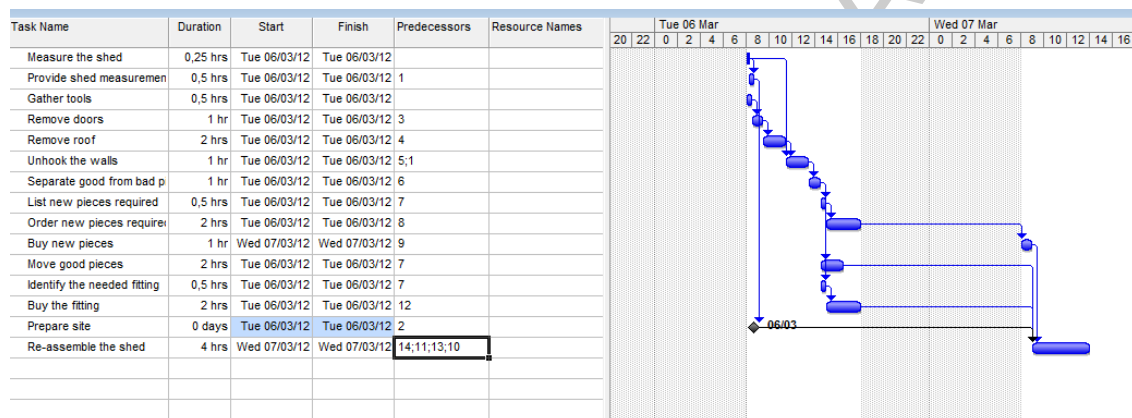 Tue 06 Mar Wed 07 Mar
Task Name Duration Start Finish Predecessors Resource Names
20 22 0 2 4 6 8 10 12 14 16 18 20 22 0 2 4 6 8 10 12 14 16
Measure the shed 0,25 hrs Tue 06/03/12 Tue 06/03/12
Provide shed measuremen 0,5 hrs Tue 06/03/12 Tue 06/03/12 1
Gather tools 0,5 hrs Tue 06/03/12 Tue 06/03/12
Remove doors 1 hr Tue 06/03/12 Tue 06/03/12 3
Remove roof 2 hrs Tue 06/03/12 Tue 06/03/12 4
Unhook the walls 1 hr Tue 06/03/12 Tue 06/03/12 5;1
Separate good from bad p 1 hr Tue 06/03/12 Tue 06/03/12 6
List new pieces required 0,5 hrs Tue 06/03/12 Tue 06/03/12 7
Order new pieces require 2 hrs Tue 06/03/12 Tue 06/03/12 8
Buy new pieces 1 hr Wed 07/03/12 Wed 07/03/12 9
Move good pieces 2 hrs Tue 06/03/12 Tue 06/03/12 7
Identify the needed fitting 0,5 hrs Tue 06/03/12 Tue 06/03/12 7
Buy the fitting 2 hrs Tue 06/03/12 Tue 06/03/12 12
Prepare site 0 days Tue 06/03/12 Tue 06/03/12 2 06/03
Re-assemble the shed 4 hrs Wed 07/03/12 Wed 07/03/12 14;11;13;10